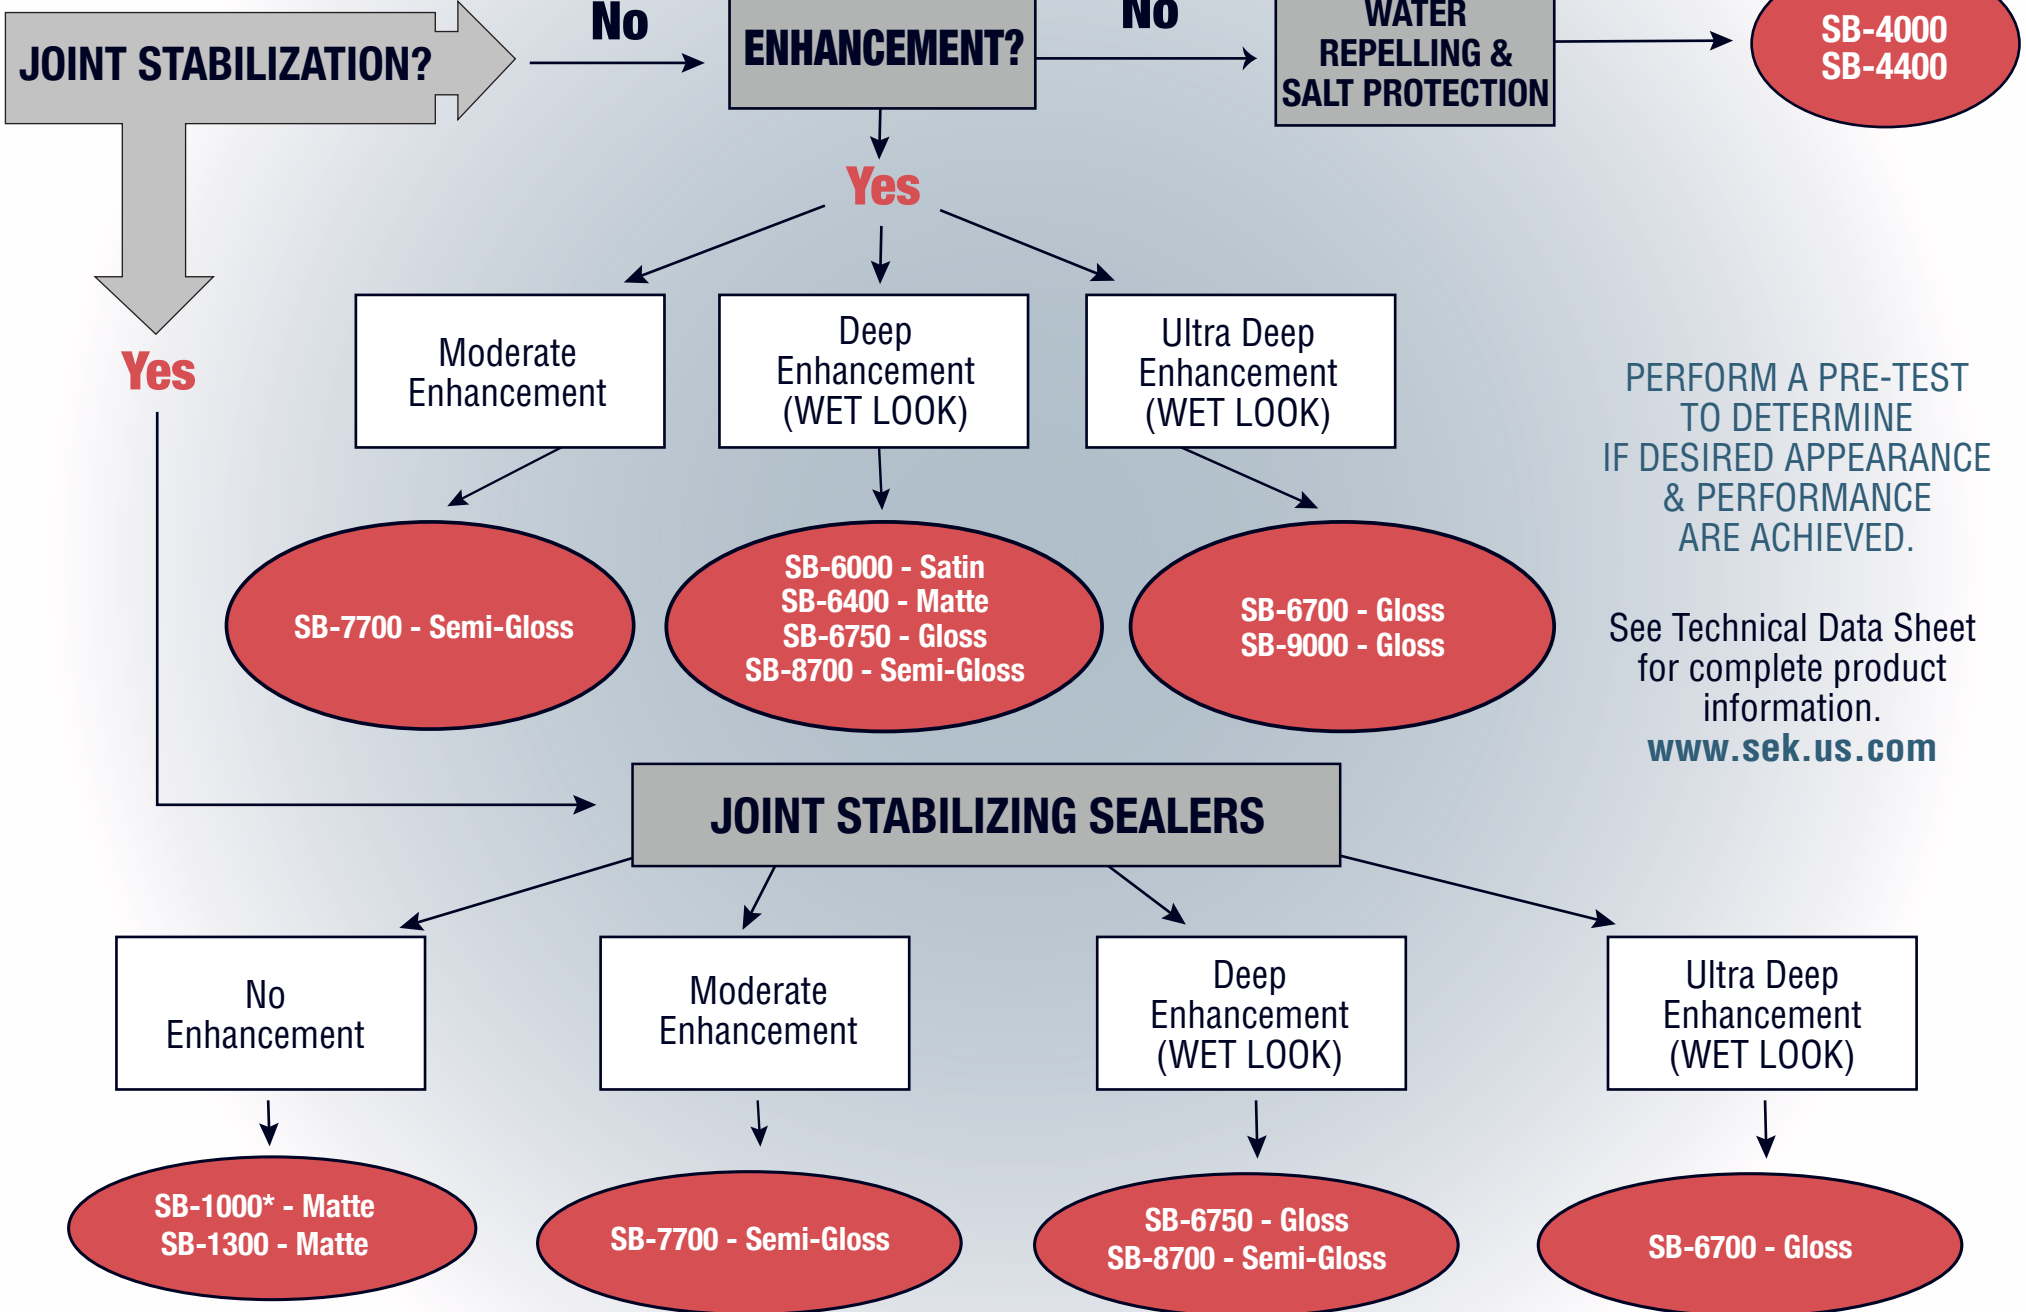 JOINT STABILIZATION?
No
ENHANCEMENT?
No
WATER
REPELLING &
SALT PROTECTION
SB-4000
SB-4400
Yes
Yes
Moderate
Enhancement
Deep
Enhancement
(WET LOOK)
Ultra Deep
Enhancement
(WET LOOK)
SB-7700 - Semi-Gloss
SB-6000 - Satin
SB-6400 - Matte
SB-6750 - Gloss
SB-8700 - Semi-Gloss
SB-6700 - Gloss
SB-9000 - Gloss
PERFORM A PRE-TEST
TO DETERMINE
IF DESIRED APPEARANCE
& PERFORMANCE
ARE ACHIEVED.
See Technical Data Sheet
for complete product
information.
www.sek.us.com
JOINT STABILIZING SEALERS
No
Enhancement
Moderate
Enhancement
Deep
Enhancement
(WET LOOK)
Ultra Deep
Enhancement
(WET LOOK)
SB-1000* - Matte
SB-1300 - Matte
SB-7700 - Semi-Gloss
SB-6750 - Gloss
SB-8700 - Semi-Gloss
SB-6700 - Gloss